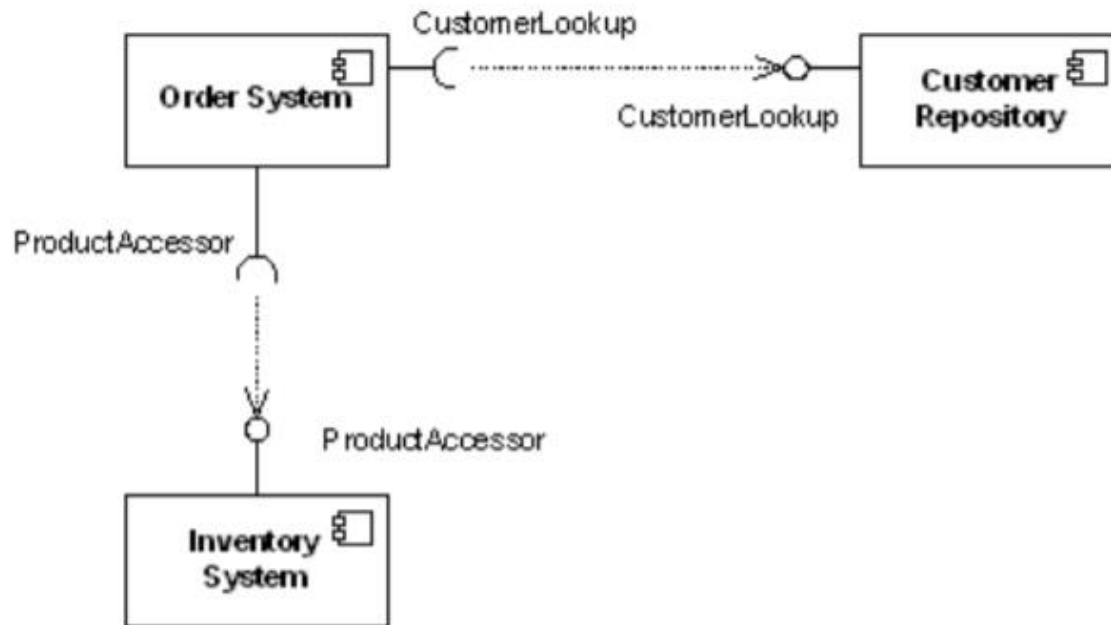 CustomerLookup
Order System
Customer
Repository
CustomerLookup
ProductAccessor
ProductAccessor
Inventory
System